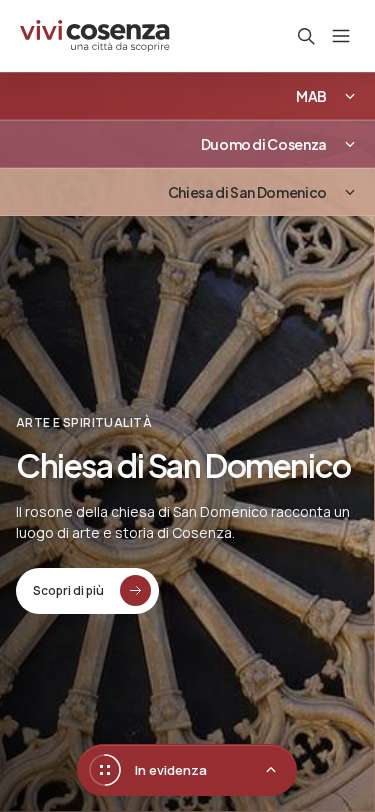 vivicosenza
una città da scoprire
MAB
Duomo di Cosenza
Chiesa di San Domenico
ARTE E SPIRITUALITÀ
Chiesa di San Domenico
Il rosone della chiesa di San Domenico racconta un
luogo di arte e storia di Cosenza.
Scopri di più
In evidenza